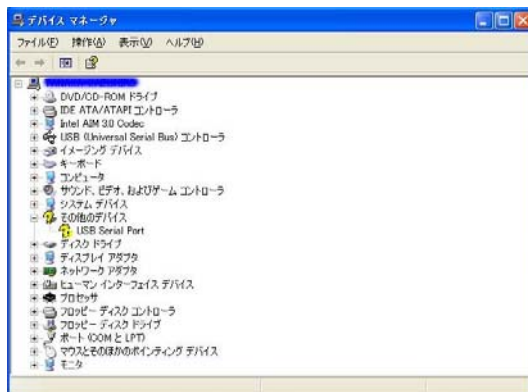 デバイス マネージャ
ファイル(F) 操作(A) 表示(V) ヘルプ(H)
DVD/CD-ROM ドライブ
IDE ATA/ATAPI コントローラ
Intel AIM 3.0 Codec
USB (Universal Serial Bus) コントローラ
イメージング デバイス
キーボード
コンピュータ
サウンド、ビデオ、およびゲーム コントローラ
システム デバイス
その他のデバイス
USB Serial Port
ディスク ドライブ
ディスプレイ アダプタ
ネットワーク アダプタ
ヒューマン インターフェイス デバイス
プロセッサ
フロッピー ディスク コントローラ
フロッピー ディスク ドライブ
ポート (COM と LPT)
マウスとそのほかのポインティング デバイス
モニタ